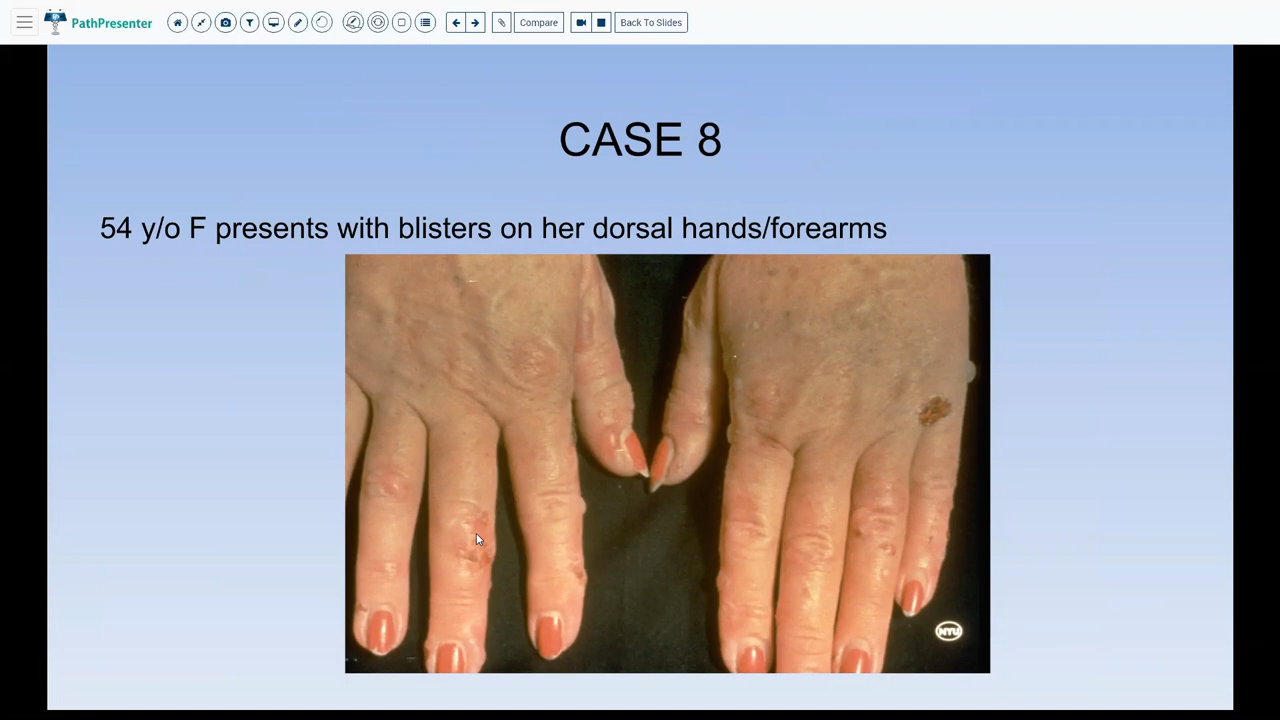 PathPresenter
Compare
Back To Slides
CASE 8
54 y/o F presents with blisters on her dorsal hands/forearms
NYU